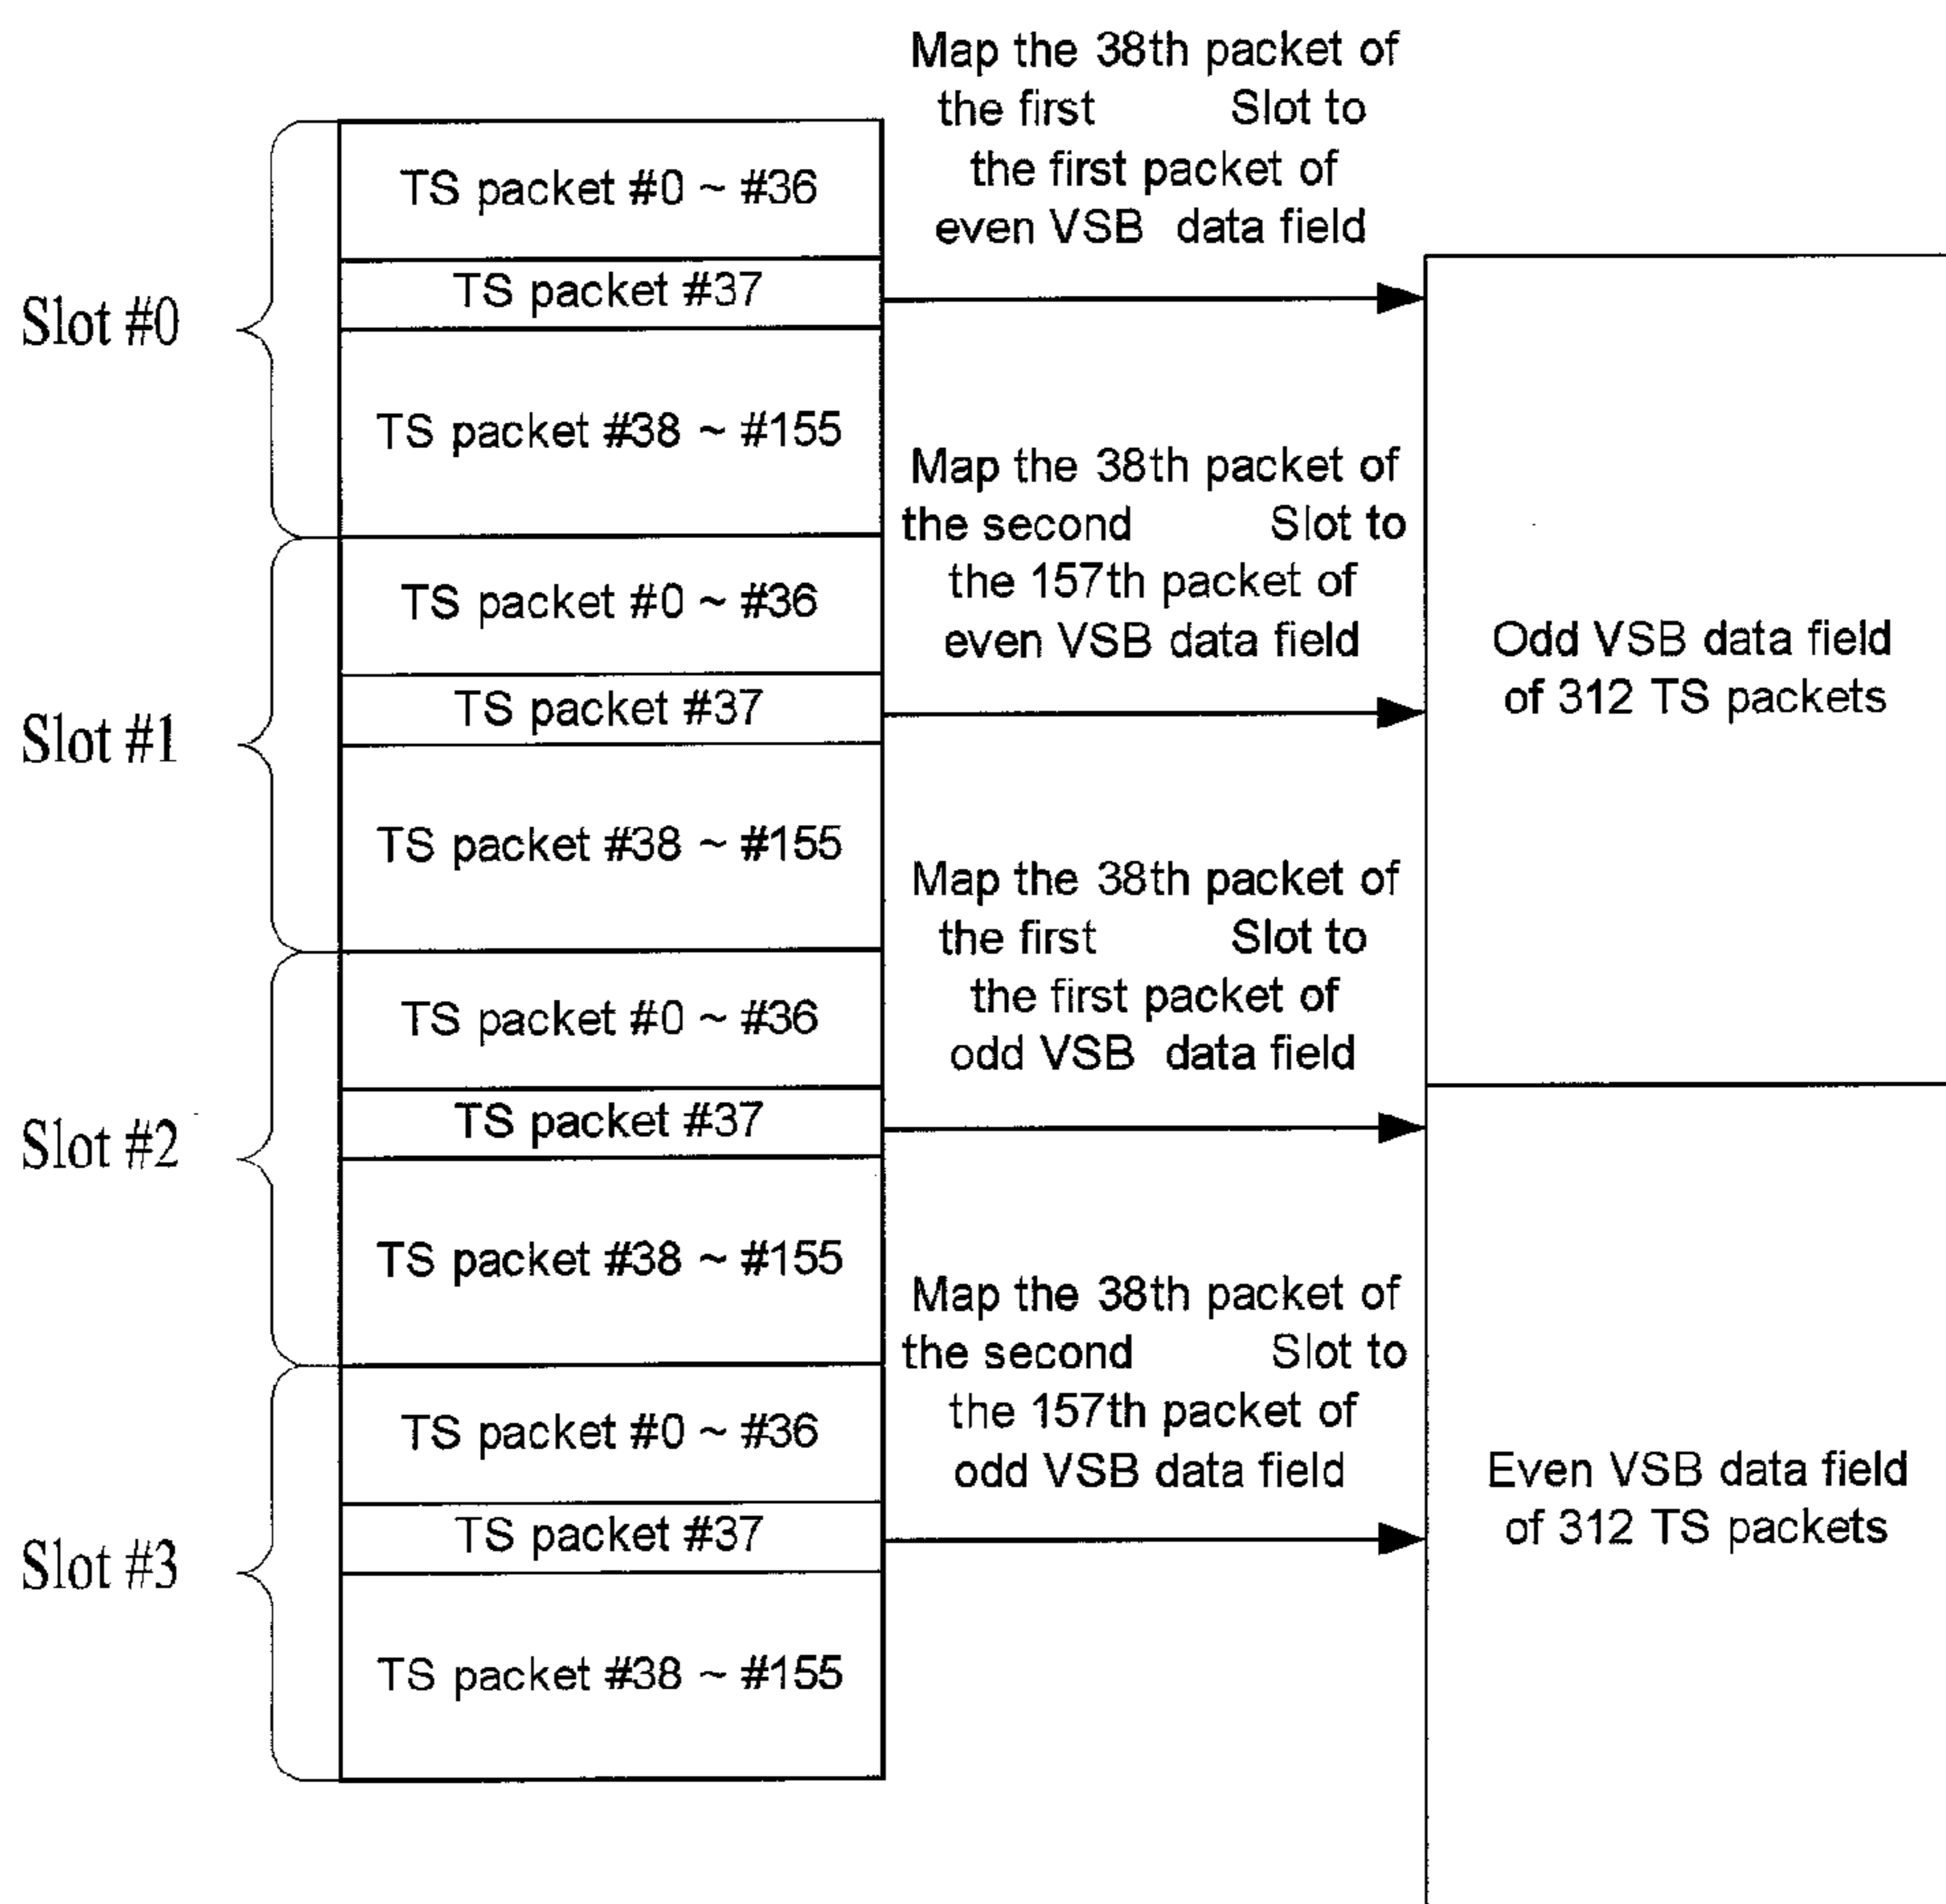 Map the 38th packet of
the first Slot to
the first packet of
even VSB data field
Slot #0
TS packet #0 ~ #36
TS packet #37
TS packet #38 ~ #155
Map the 38th packet of
the second Slot to
the 157th packet of
even VSB data field
Slot #1
TS packet #0 ~ #36
TS packet #37
TS packet #38 ~ #155
Odd VSB data field
of 312 TS packets
Map the 38th packet of
the first Slot to
the first packet of
odd VSB data field
Slot #2
TS packet #0 ~ #36
TS packet #37
TS packet #38 ~ #155
Map the 38th packet of
the second Slot to
the 157th packet of
odd VSB data field
Slot #3
TS packet #0 ~ #36
TS packet #37
TS packet #38 ~ #155
Even VSB data field
of 312 TS packets